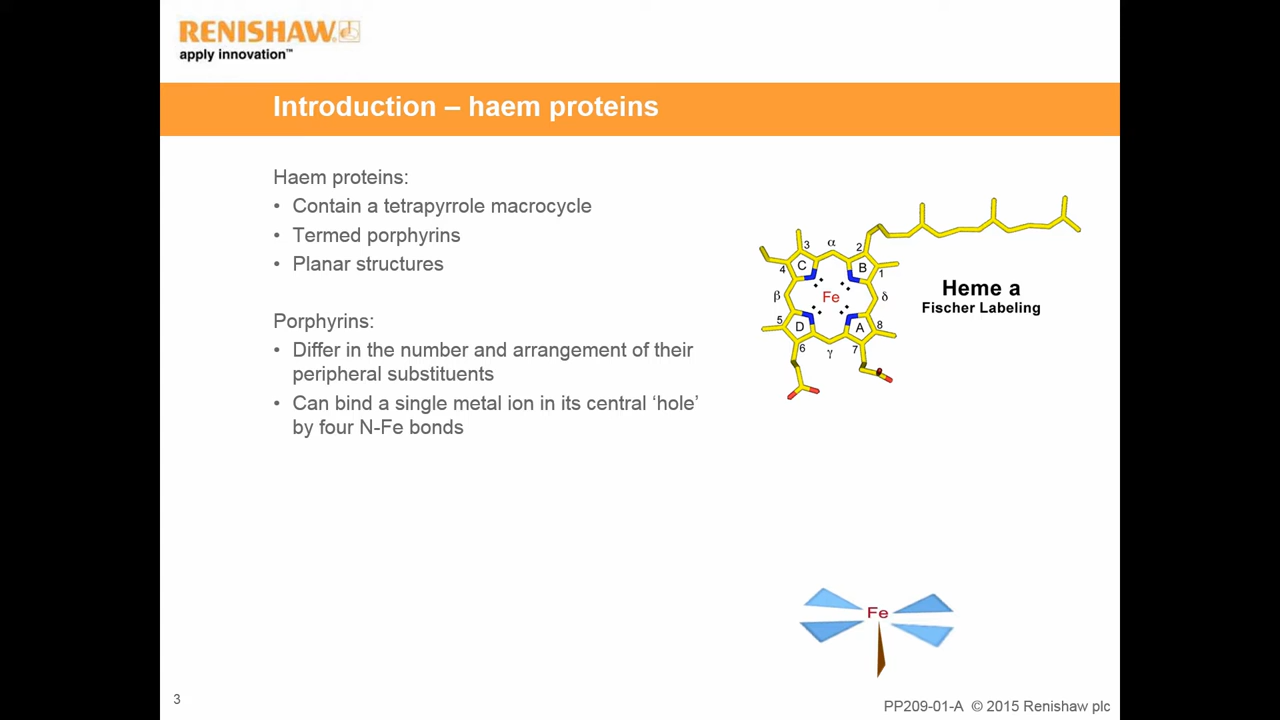 RENISHAW
apply innovation™
Introduction – haem proteins
Haem proteins:
• Contain a tetrapyrrole macrocycle
• Termed porphyrins
• Planar structures
Porphyrins:
• Differ in the number and arrangement of their
peripheral substituents
• Can bind a single metal ion in its central ‘hole’
by four N-Fe bonds
3 α 2
4 C B 1
β Fe δ
5 D A 8
6 γ 7
Heme a
Fischer Labeling
Fe
3
PP209-01-A © 2015 Renishaw plc